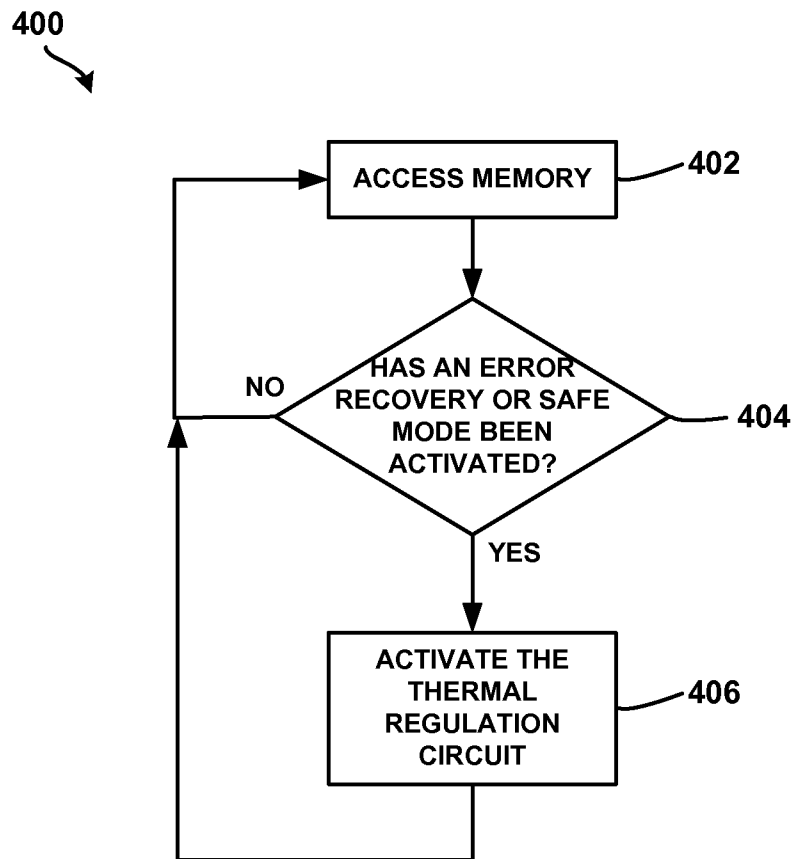 400
ACCESS MEMORY
402
HAS AN ERROR
RECOVERY OR SAFE
MODE BEEN
ACTIVATED?
NO
404
YES
ACTIVATE THE
THERMAL
REGULATION
CIRCUIT
406